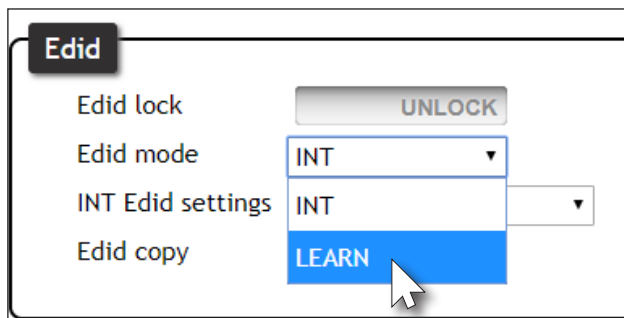 Edid
Edid lock UNLOCK
Edid mode INT
INT Edid settings INT
Edid copy LEARN